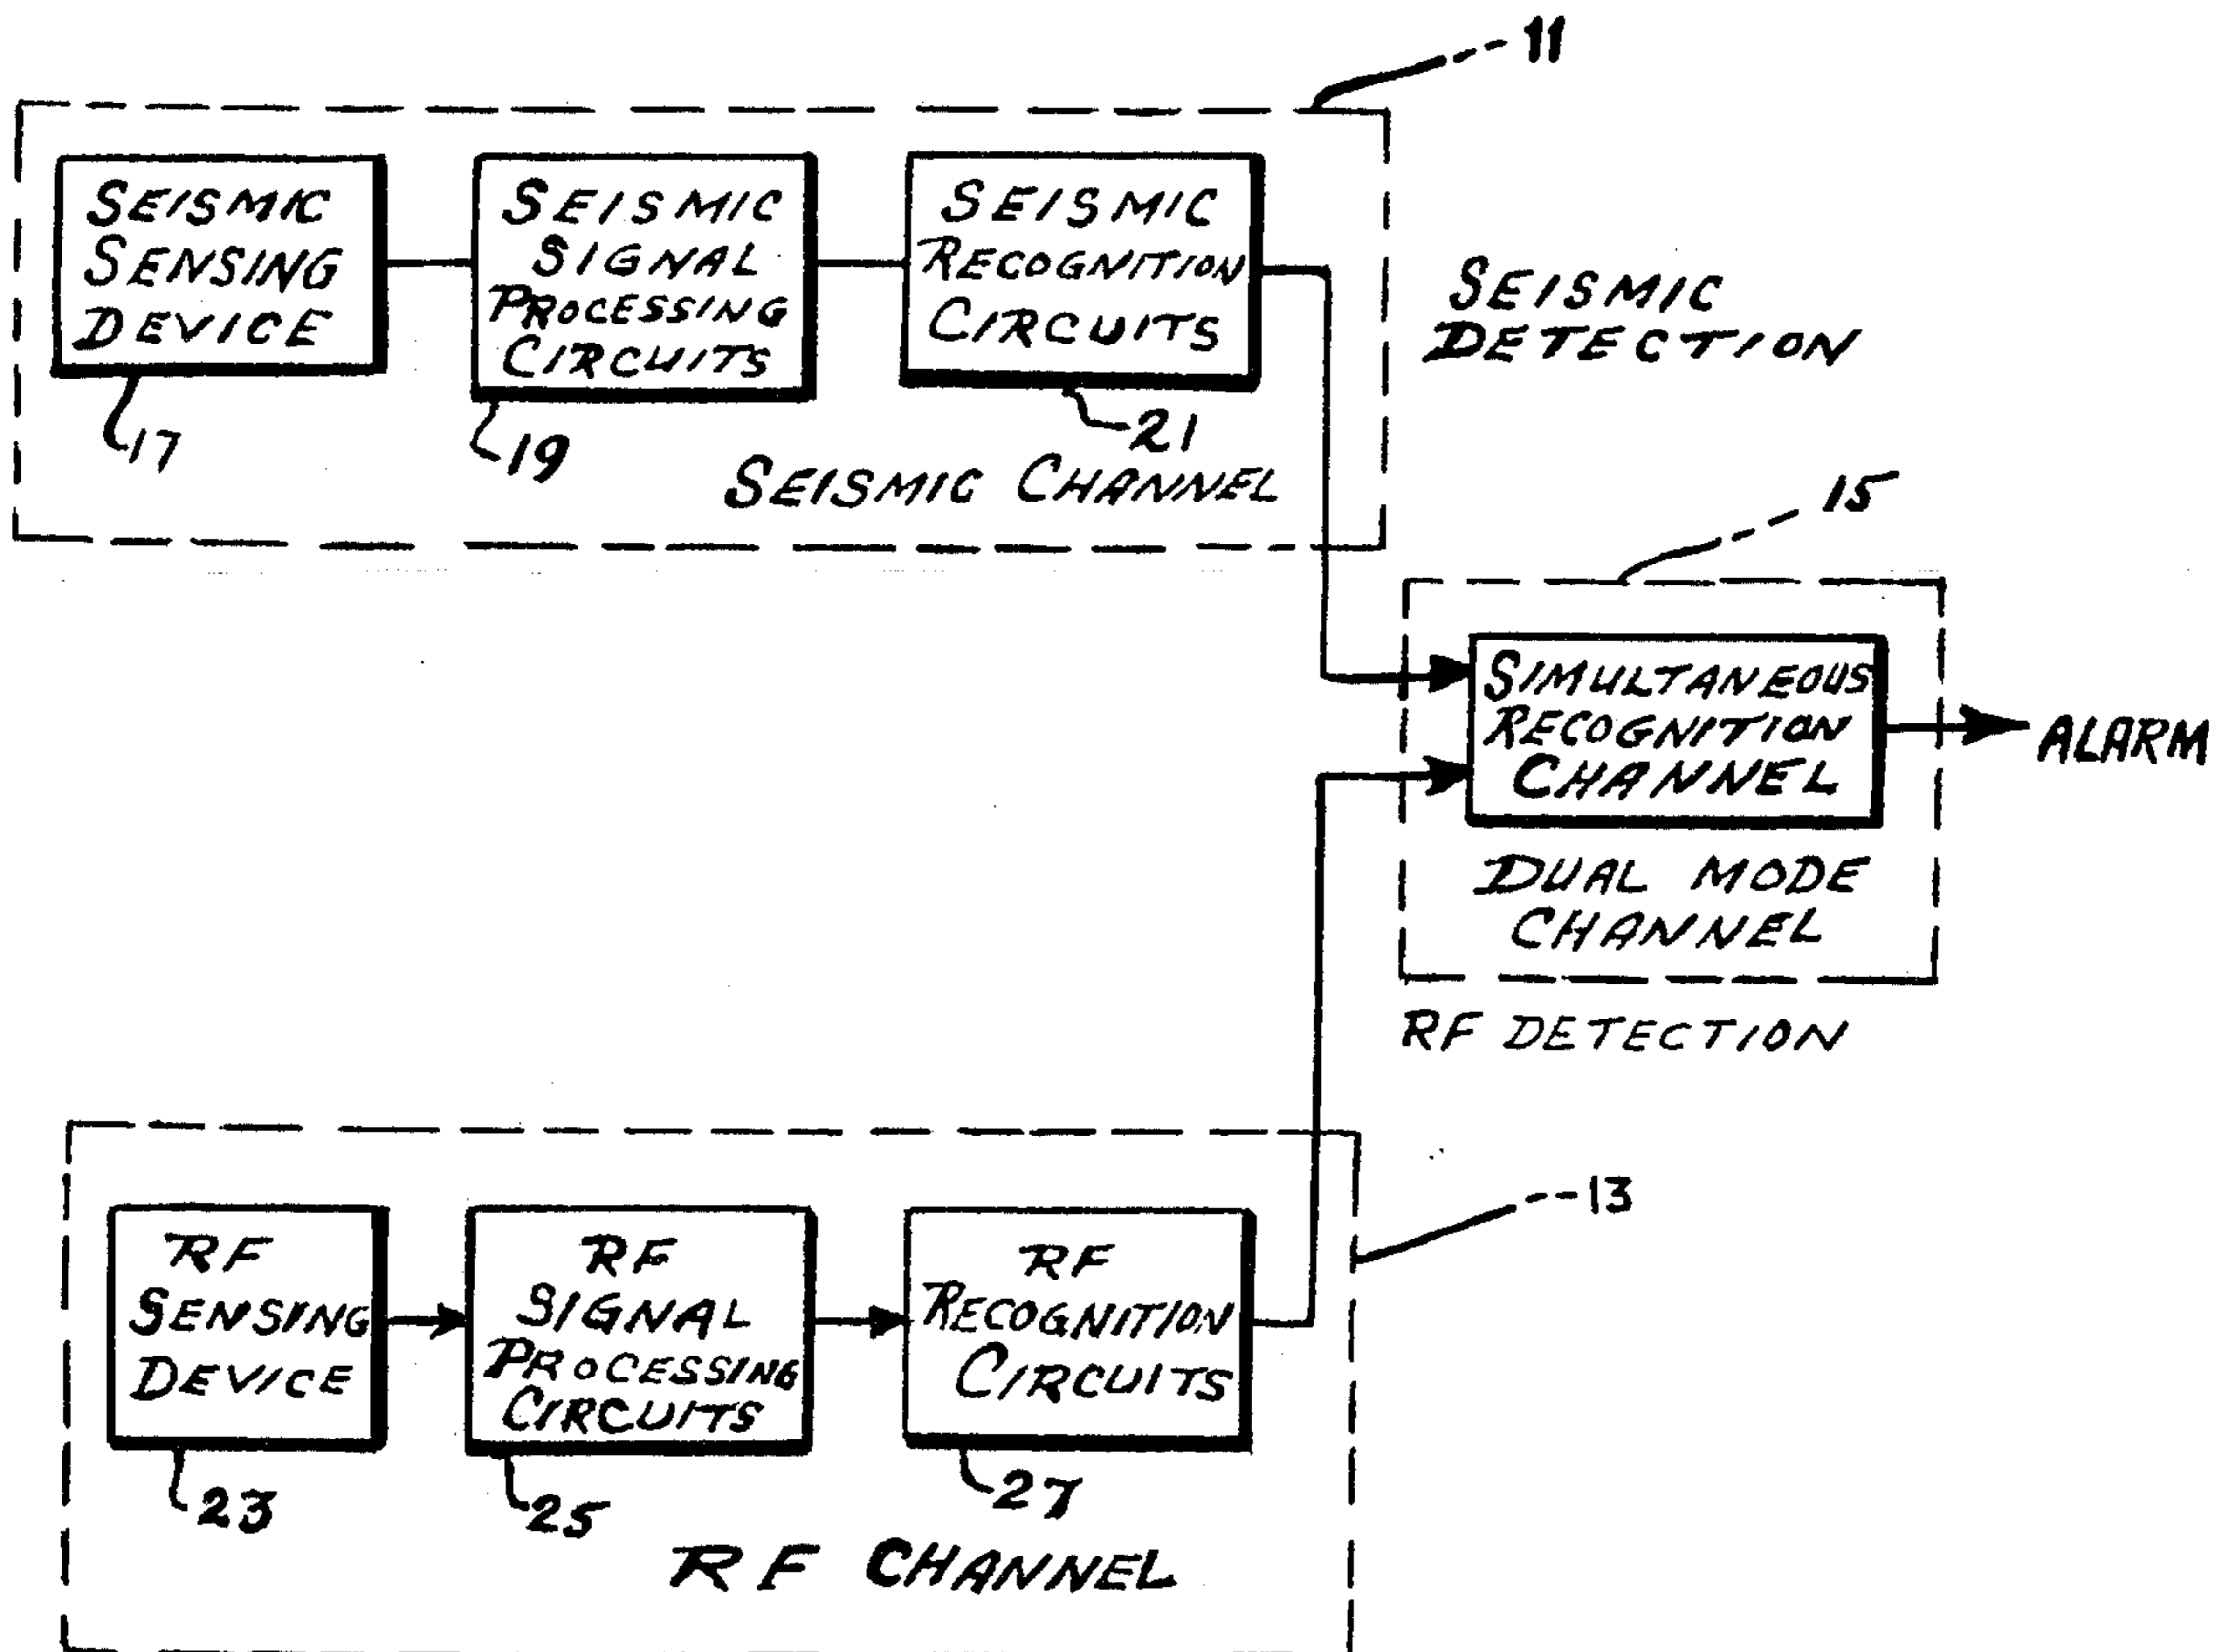 11
SEISMIC
SENSING
DEVICE
17
SEISMIC
SIGNAL
PROCESSING
CIRCUITS
19
SEISMIC
RECOGNITION
CIRCUITS
21
SEISMIC CHANNEL
SEISMIC
DETECTION
15
SIMULTANEOUS
RECOGNITION
CHANNEL
ALARM
DUAL MODE
CHANNEL
RF DETECTION
13
RF
SENSING
DEVICE
23
RF
SIGNAL
PROCESSING
CIRCUITS
25
RF
RECOGNITION
CIRCUITS
27
RF CHANNEL